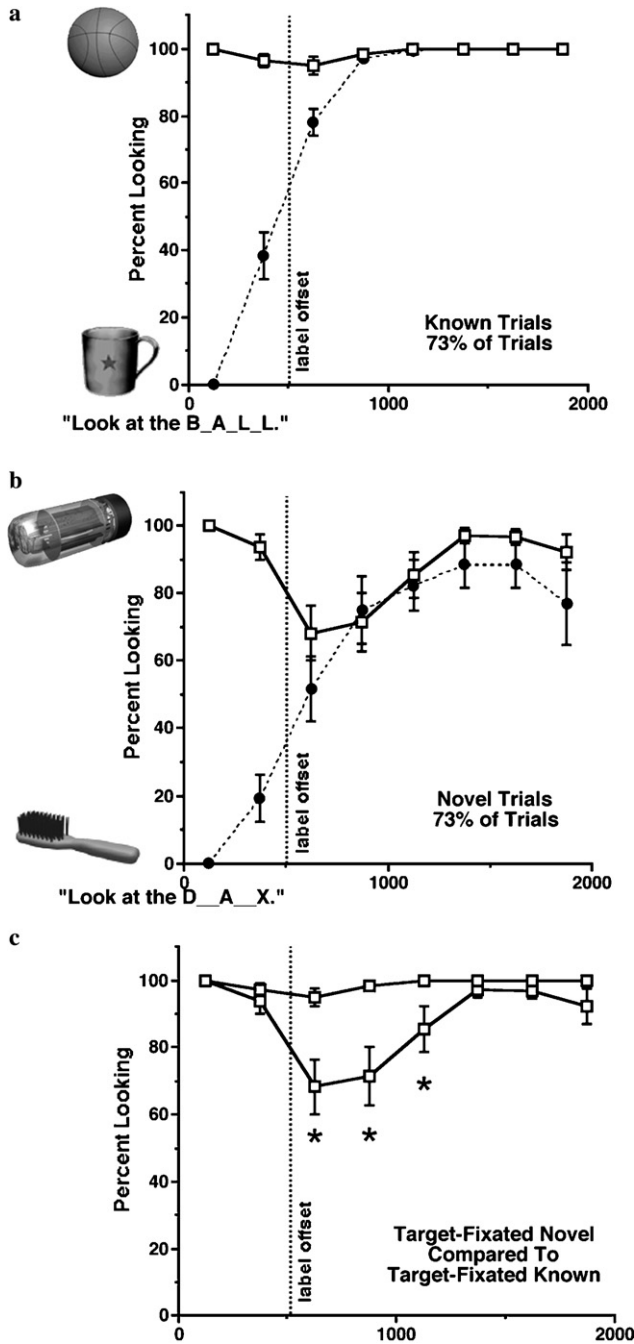 a
100
80
60
40
20
0
Percent Looking
label offset
Known Trials
73% of Trials
0
1000
2000
"Look at the B_A_L_L."
b
100
80
60
40
20
0
Percent Looking
label offset
Novel Trials
73% of Trials
0
1000
2000
"Look at the D__A__X."
c
100
80
60
40
20
0
Percent Looking
*
*
*
label offset
Target-Fixated Novel
Compared To
Target-Fixated Known
0
1000
2000